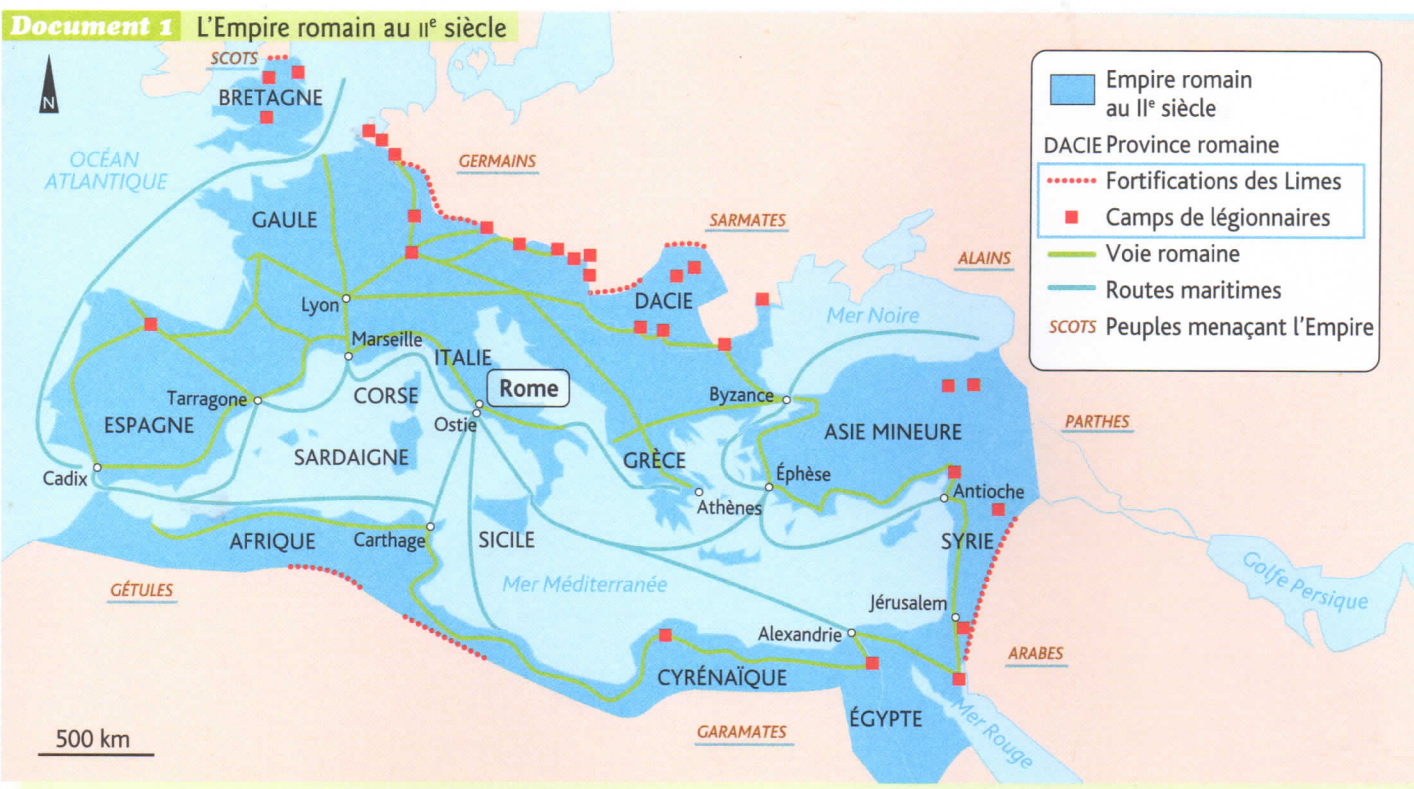 Document 1 L'Empire romain au IIe siècle
SCOTS
N
BRETAGNE
OCÉAN
ATLANTIQUE
GERMAINS
GAULE
SARMATES
ALAINS
Lyon
DACIE
Mer Noire
Marseille
ITALIE
Rome
CORSE
Tarragone
Byzance
Ostie
ESPAGNE
ASIE MINEURE
PARTHES
SARDAIGNE
GRÈCE
Cadix
Éphèse
Athènes
Antioche
AFRIQUE
Carthage
SICILE
SYRIE
Mer Méditerranée
Golfe Persique
GÉTULES
Jérusalem
Alexandrie
ARABES
CYRÉNAÏQUE
ÉGYPTE
GARAMATES
Mer Rouge
500 km
Empire romain
au IIe siècle
DACIE Province romaine
Fortifications des Limes
Camps de légionnaires
Voie romaine
Routes maritimes
SCOTS Peuples menaçant l'Empire